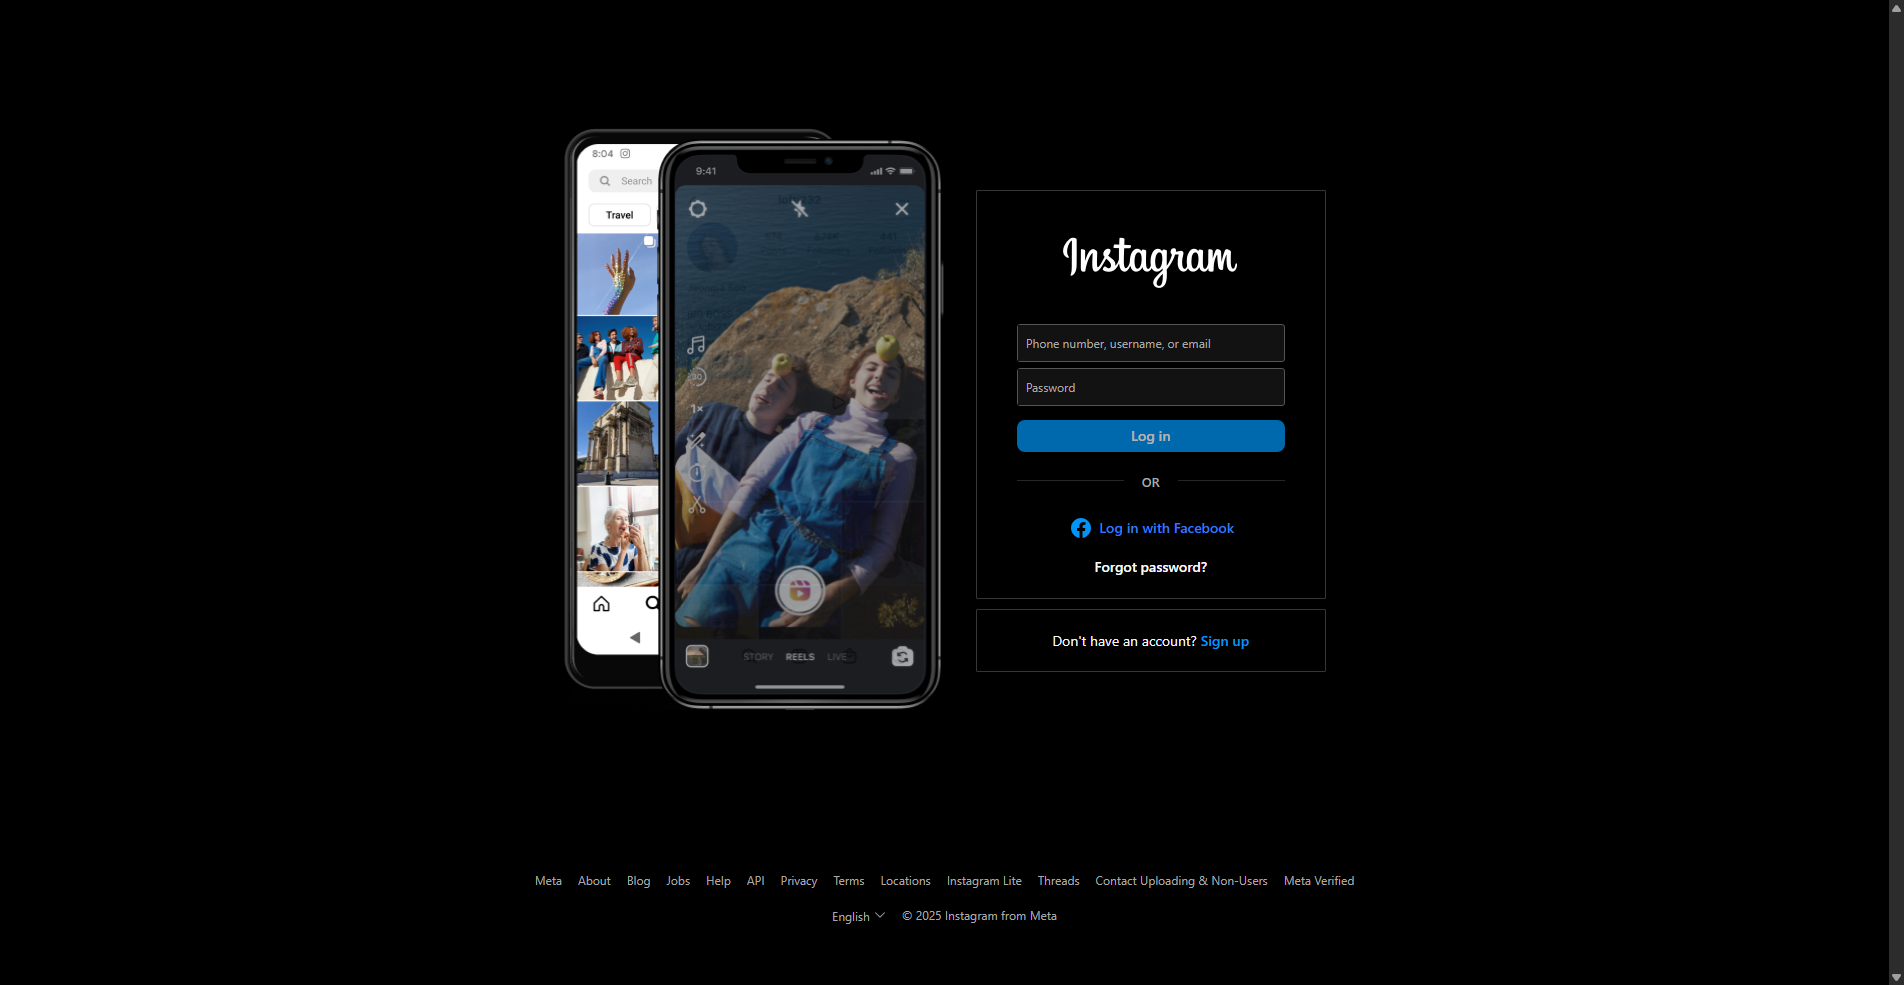 8:04
Search
Travel
9:41
30
1×
STORY REELS LIVE
Instagram
Phone number, username, or email
Password
Log in
OR
Log in with Facebook
Forgot password?
Don't have an account? Sign up
Meta About Blog Jobs Help API Privacy Terms Locations Instagram Lite Threads Contact Uploading & Non-Users Meta Verified
English © 2025 Instagram from Meta